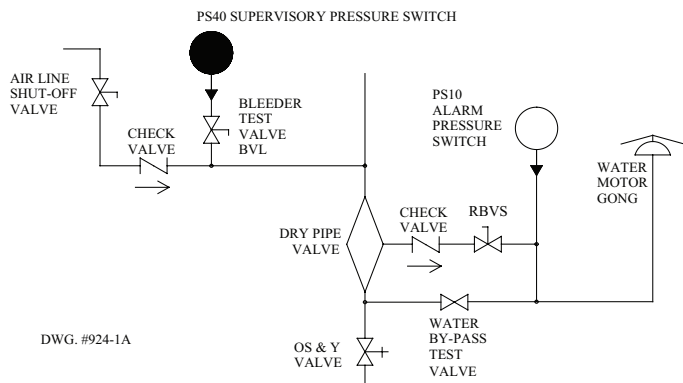 PS40 SUPERVISORY PRESSURE SWITCH
AIR LINE
SHUT-OFF
VALVE
BLEEDER
TEST
VALVE
BVL
CHECK
VALVE
PS10
ALARM
PRESSURE
SWITCH
WATER
MOTOR
GONG
DRY PIPE
VALVE
CHECK
VALVE
RBVS
WATER
BY-PASS
TEST
VALVE
OS & Y
VALVE
DWG. #924-1A